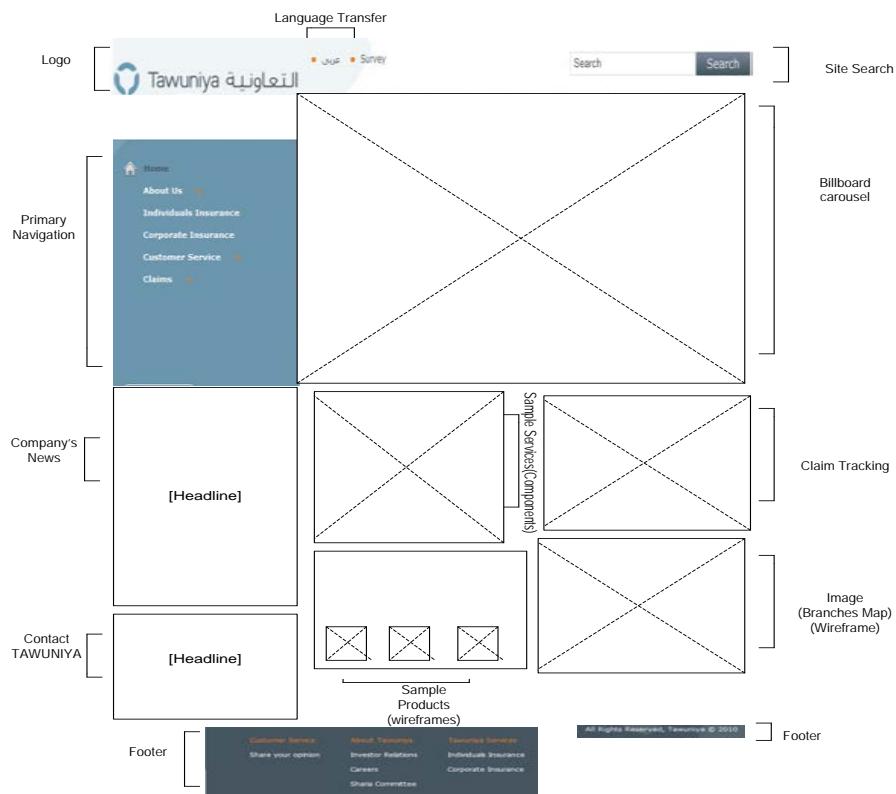 Language Transfer
Logo
عربى
Survey
Tawuniya التعاونية
Search
Search
Site Search
Primary
Navigation
Home
About Us
Individuals Insurance
Corporate Insurance
Customer Service
Claims
Billboard
carousel
Company's
News
[Headline]
Sample Services(Components)
Claim Tracking
Contact
TAWUNIYA
[Headline]
Sample
Products
(wireframes)
Image
(Branches Map)
(Wireframe)
Footer
Customer Service
About Tawuniya
Tawuniya Services
Share your opinion
Investor Relations
Individuals Insurance
Careers
Corporate Insurance
Sharia Committee
All Rights Reserved, Tawuniya © 2010
Footer